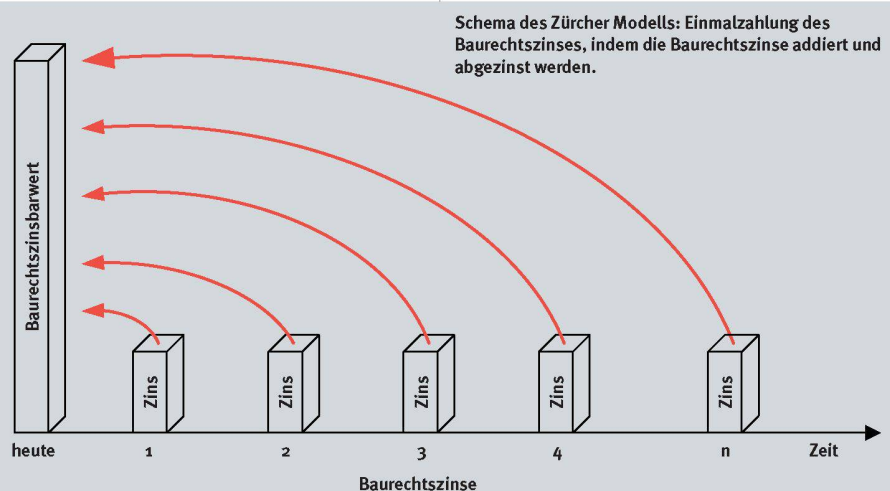 Schema des Zürcher Modells: Einmalzahlung des
Baurechtszinses, indem die Baurechtszinse addiert und
abgezinst werden.
Baurechtszinsbarwert
Zins
Zins
Zins
Zins
Zins
heute
1
2
3
4
n
Zeit
Baurechtszinse